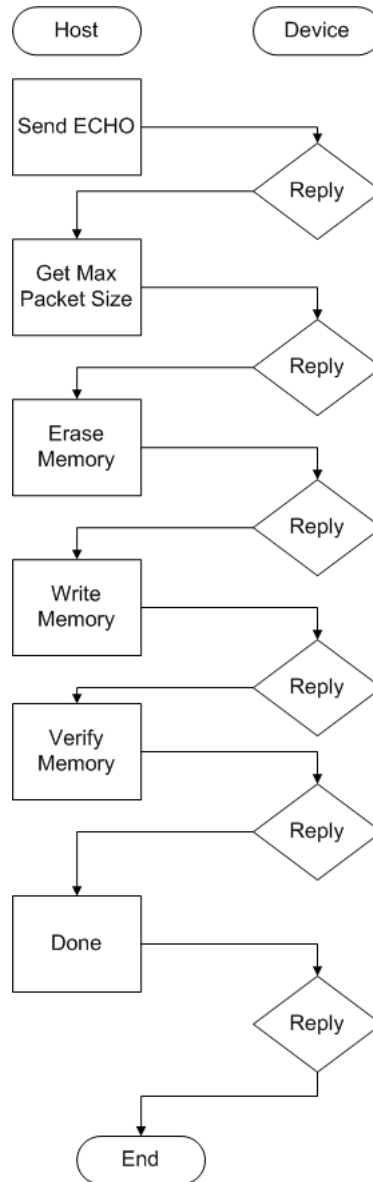 Host
Device
Send ECHO
Reply
Get Max
Packet Size
Reply
Erase
Memory
Reply
Write
Memory
Reply
Verify
Memory
Reply
Done
Reply
End